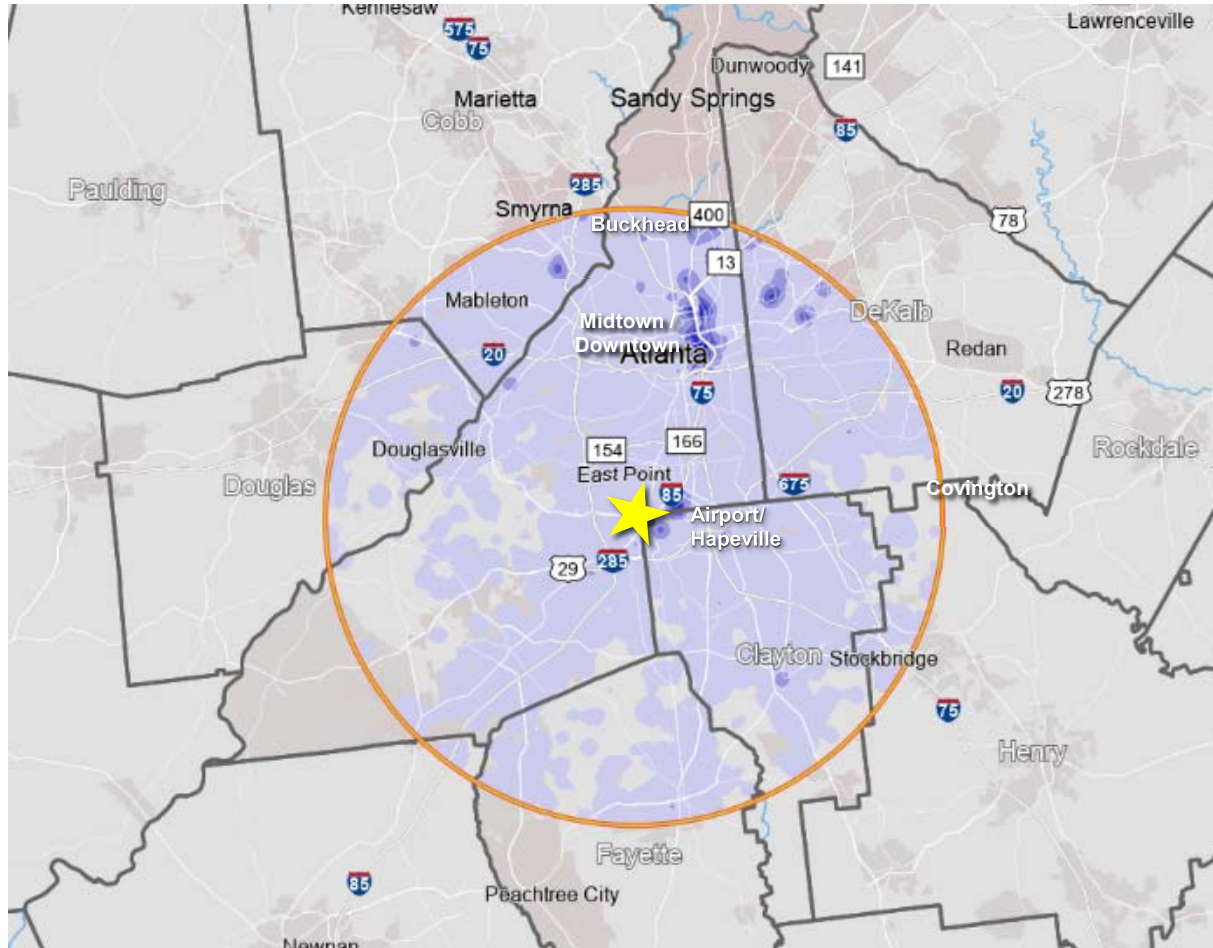 Kennesaw
575
75
Lawrenceville
Dunwoody
141
Marietta
Sandy Springs
Cobb
85
285
Paulding
Smyrna
Buckhead
400
78
13
Mableton
DeKalb
Midtown /
Downtown
Atlanta
20
Redan
75
20
278
Douglasville
154
166
East Point
Rockdale
Douglas
85
675
Covington
Airport/
Hapeville
29
285
Clayton
Stockbridge
75
Henry
Fayette
85
Peachtree City
Newnan